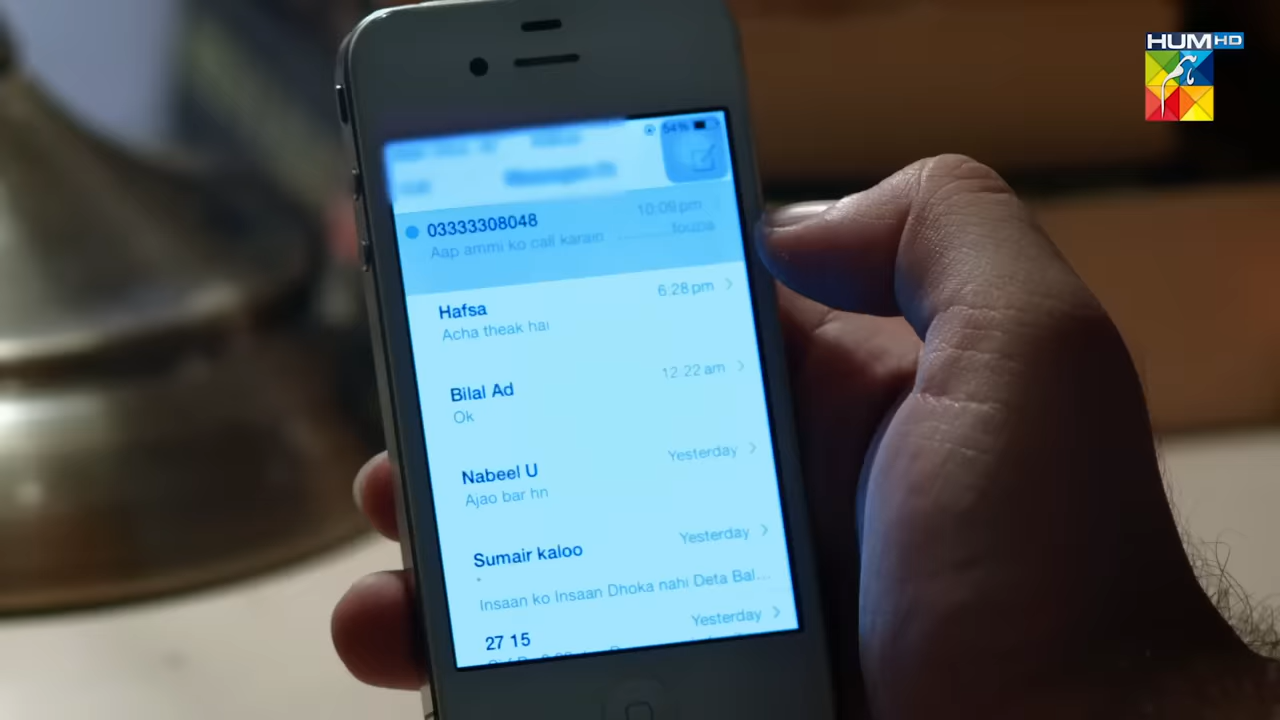 HUM HD
ہم
54%
03333308048
10:09 pm
Aap ammi ko call karain
Hafsa
6:28 pm
Acha theak hai
Bilal Ad
12:22 am
Ok
Nabeel U
Yesterday
Ajao bar hn
Sumair kaloo
Yesterday
Insaan ko Insaan Dhoka nahi Deta Bal...
27 15
Yesterday